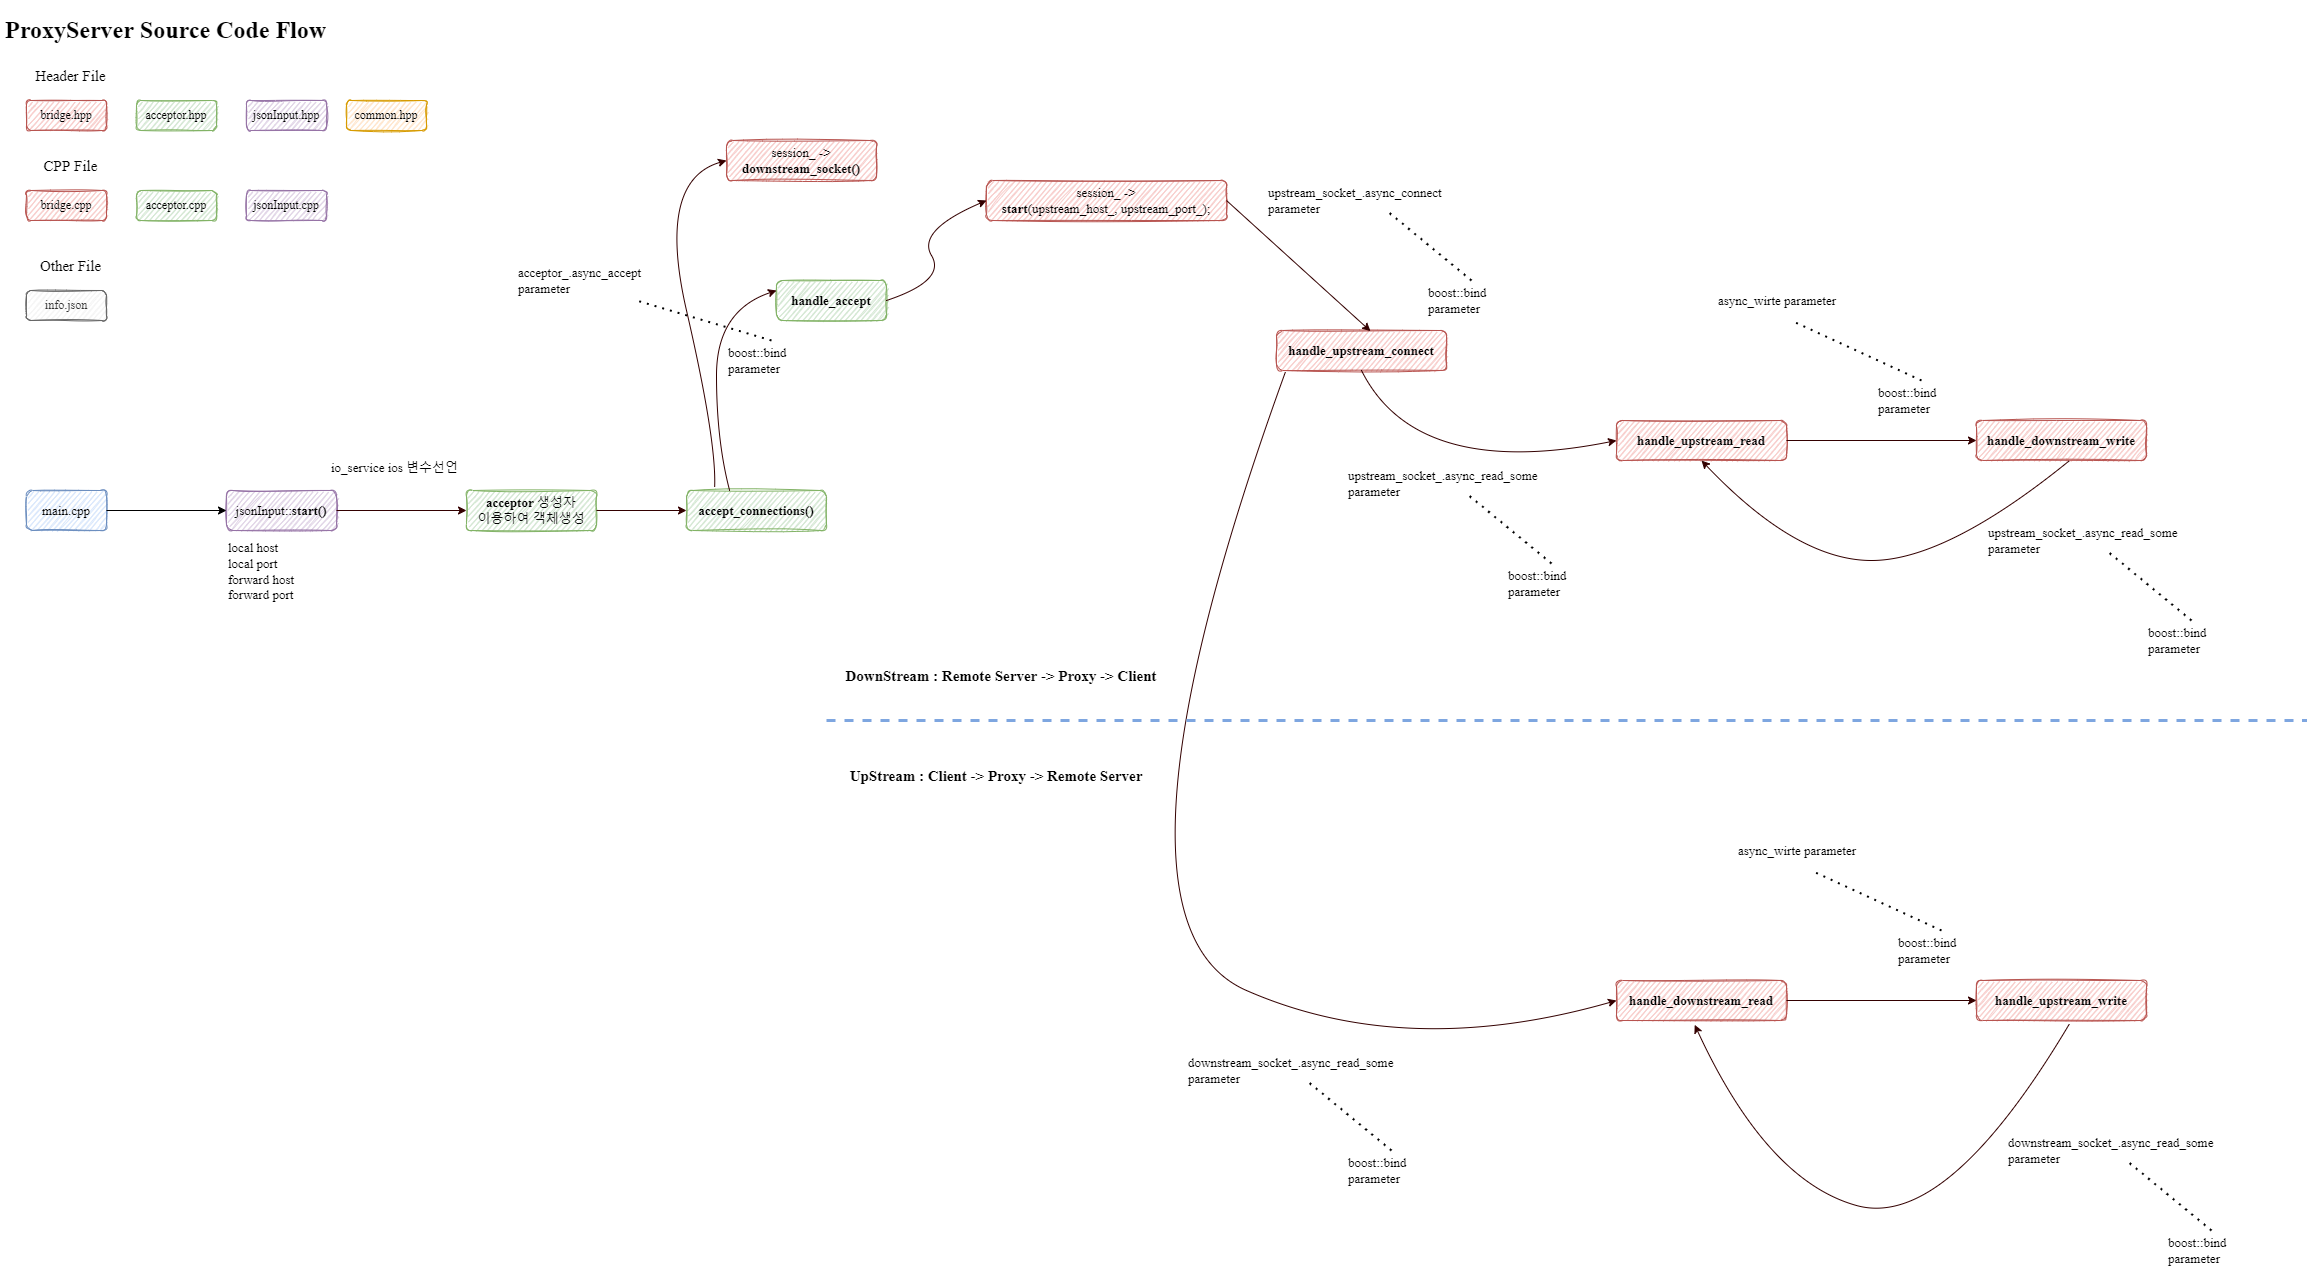 ProxyServer Source Code Flow
Header File
bridge.hpp
acceptor.hpp
jsonInput.hpp
common.hpp
CPP File
bridge.cpp
acceptor.cpp
jsonInput.cpp
Other File
info.json
session_ ->
downstream_socket()
session_ ->
start(upstream_host_, upstream_port_);
upstream_socket_.async_connect
parameter
boost::bind
parameter
acceptor_.async_accept
parameter
boost::bind
parameter
handle_accept
handle_upstream_connect
async_wirte parameter
boost::bind
parameter
handle_upstream_read
handle_downstream_write
upstream_socket_.async_read_some
parameter
boost::bind
parameter
upstream_socket_.async_read_some
parameter
boost::bind
parameter
io_service ios 변수선언
main.cpp
jsonInput::start()
acceptor 생성자
이용하여 객체생성
accept_connections()
local host
local port
forward host
forward port
DownStream : Remote Server -> Proxy -> Client
UpStream : Client -> Proxy -> Remote Server
async_wirte parameter
boost::bind
parameter
handle_downstream_read
handle_upstream_write
downstream_socket_.async_read_some
parameter
boost::bind
parameter
downstream_socket_.async_read_some
parameter
boost::bind
parameter